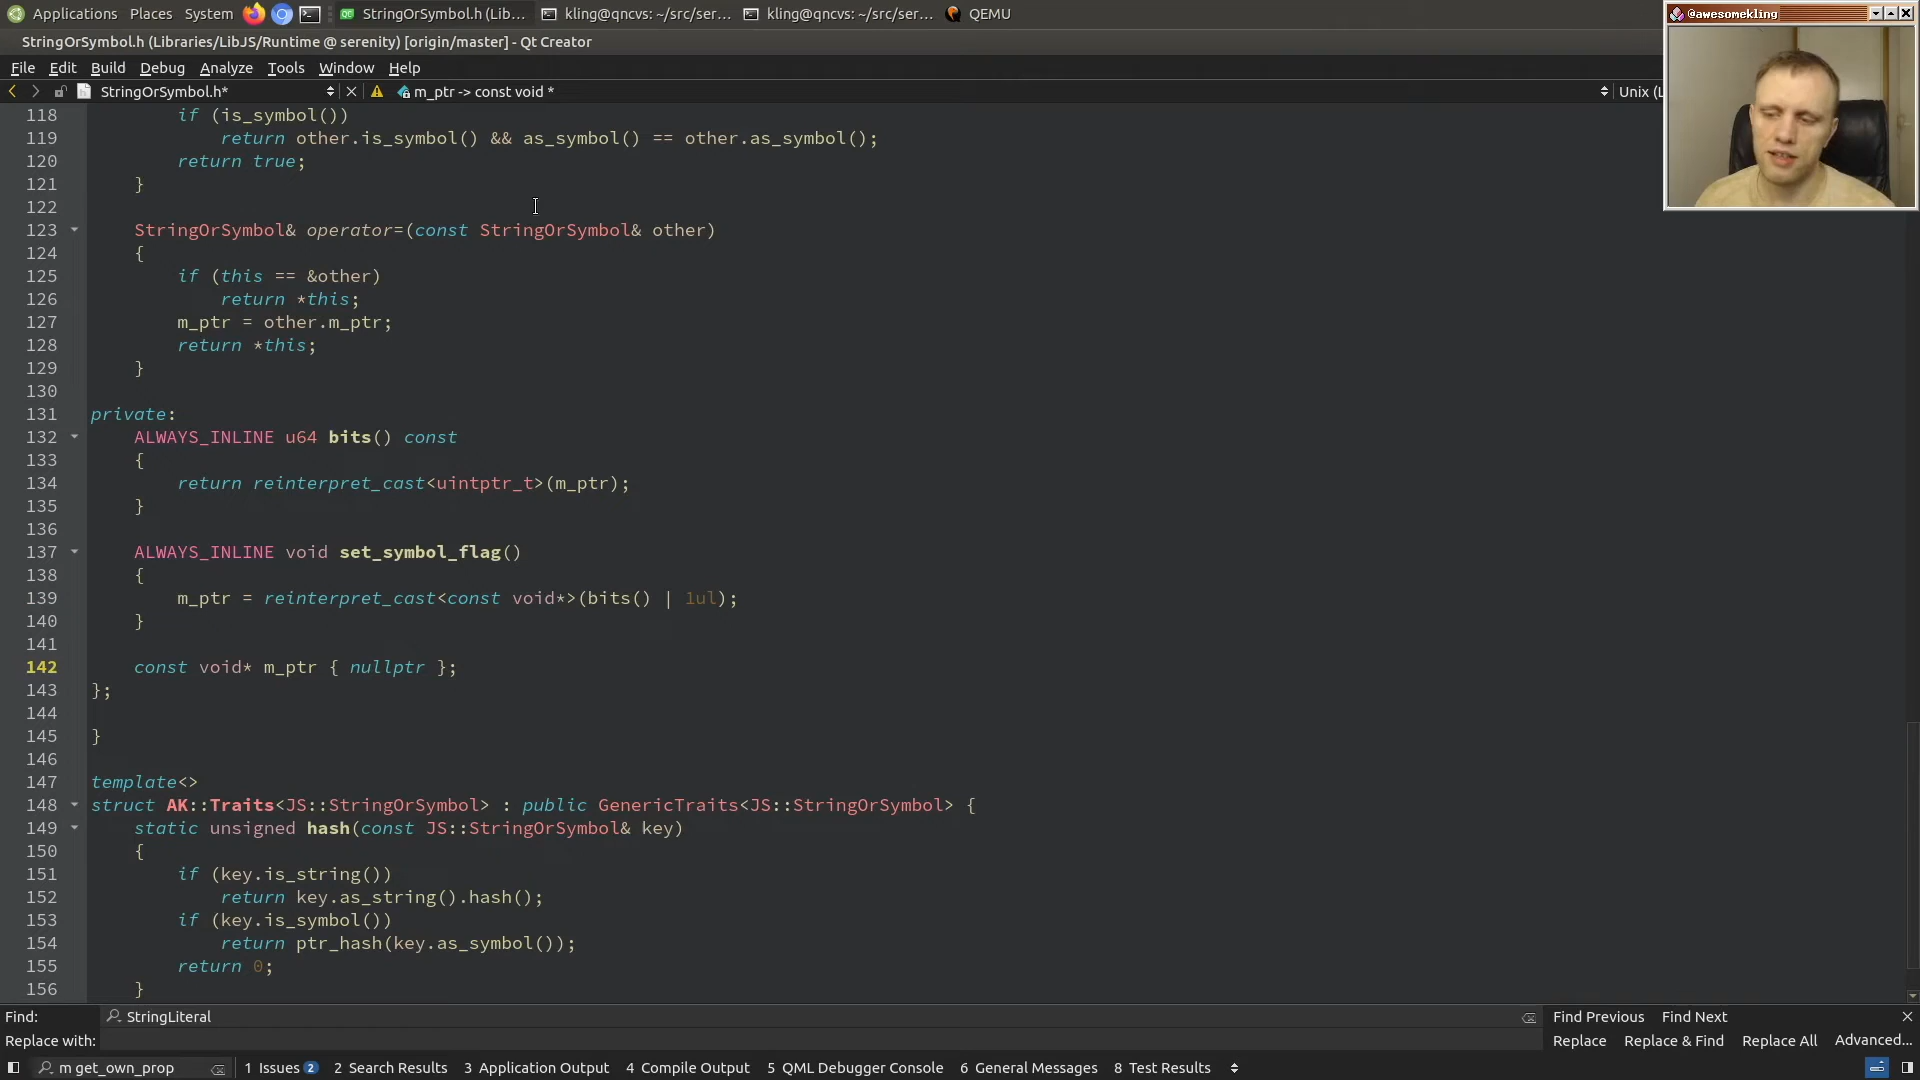 Applications Places System StringOrSymbol.h (Lib... kling@qncvs: ~/src/ser... kling@qncvs: ~/src/ser... QEMU
@awesomekling
StringOrSymbol.h (Libraries/LibJS/Runtime @ serenity) [origin/master] - Qt Creator
File Edit Build Debug Analyze Tools Window Help
StringOrSymbol.h* m_ptr -> const void * Unix (L
118 if (is_symbol())
119 return other.is_symbol() && as_symbol() == other.as_symbol();
120 return true;
121 }
122
123 StringOrSymbol& operator=(const StringOrSymbol& other)
124 {
125 if (this == &other)
126 return *this;
127 m_ptr = other.m_ptr;
128 return *this;
129 }
130
131 private:
132 ALWAYS_INLINE u64 bits() const
133 {
134 return reinterpret_cast<uintptr_t>(m_ptr);
135 }
136
137 ALWAYS_INLINE void set_symbol_flag()
138 {
139 m_ptr = reinterpret_cast<const void*>(bits() | 1ul);
140 }
141
142 const void* m_ptr { nullptr };
143 };
144
145 }
146
147 template<>
148 struct AK::Traits<JS::StringOrSymbol> : public GenericTraits<JS::StringOrSymbol> {
149 static unsigned hash(const JS::StringOrSymbol& key)
150 {
151 if (key.is_string())
152 return key.as_string().hash();
153 if (key.is_symbol())
154 return ptr_hash(key.as_symbol());
155 return 0;
156 }
Find: StringLiteral Find Previous Find Next
Replace with: Replace Replace & Find Replace All Advanced...
m get_own_prop 1 Issues 2 2 Search Results 3 Application Output 4 Compile Output 5 QML Debugger Console 6 General Messages 8 Test Results